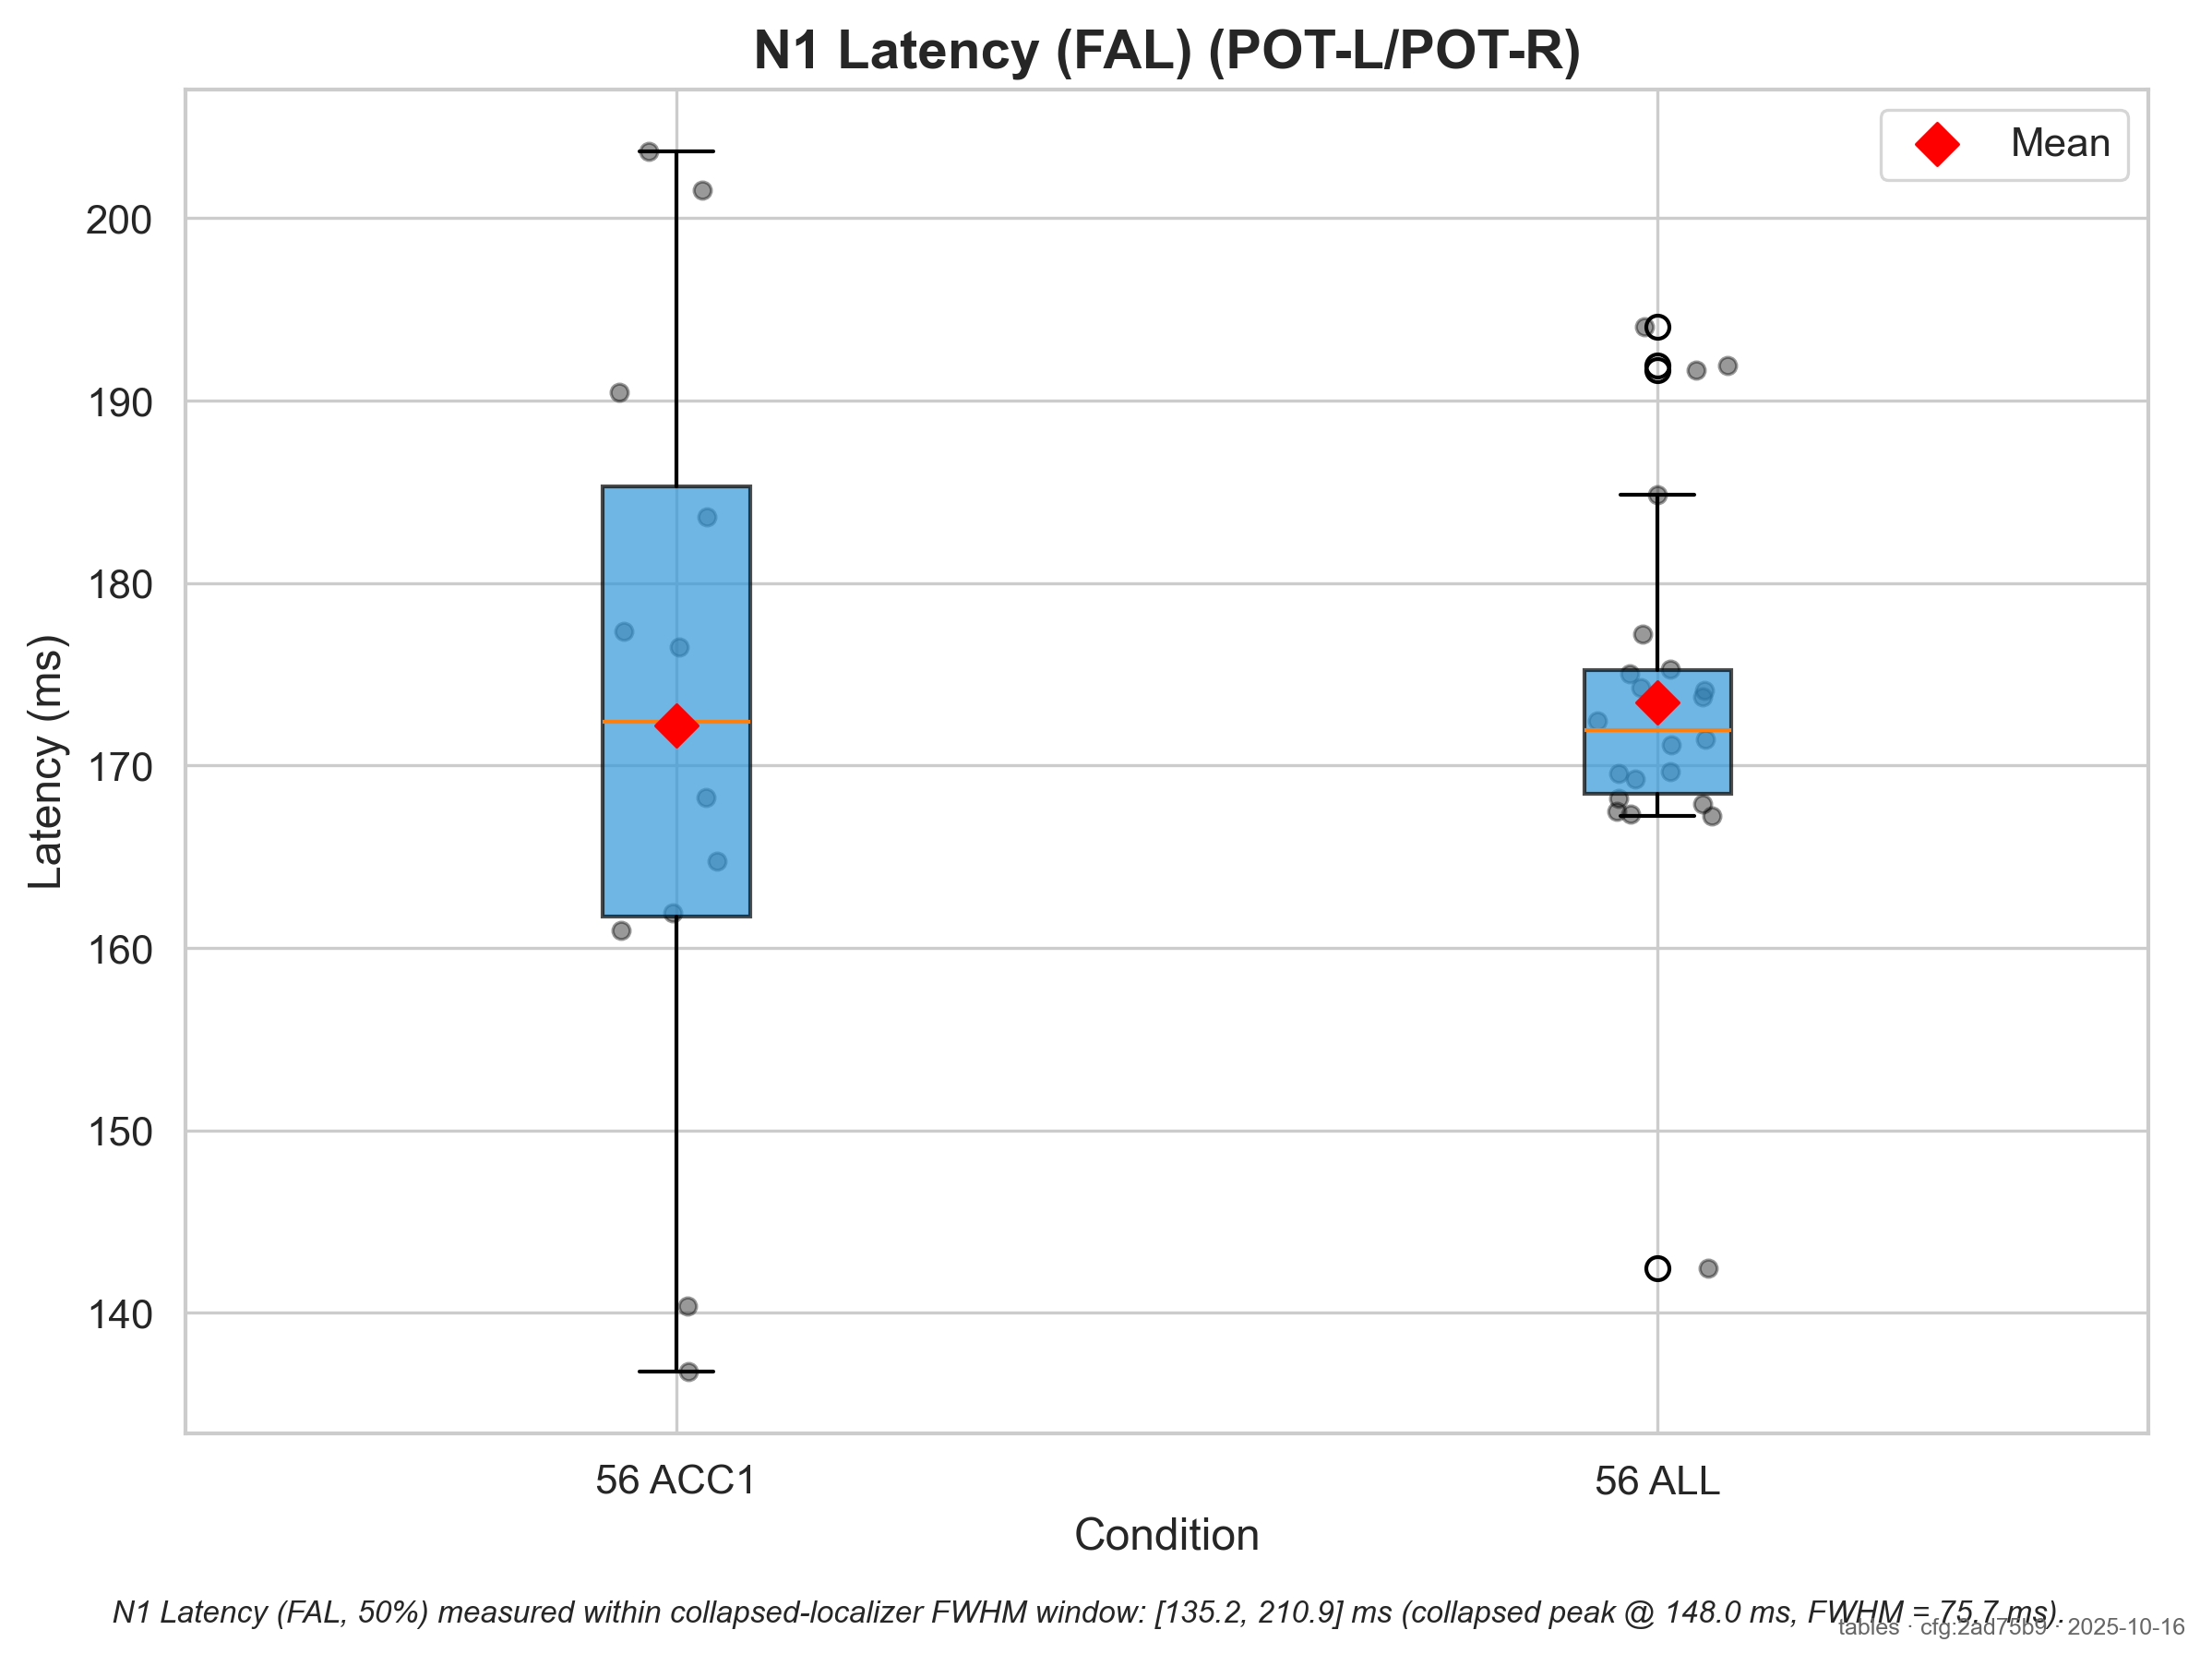 N1 Latency (FAL) (POT-L/POT-R)
Mean
200
190
180
170
160
150
140
Latency (ms)
56 ACC1
56 ALL
Condition
N1 Latency (FAL, 50%) measured within collapsed-localizer FWHM window: [135.2, 210.9] ms (collapsed peak @ 148.0 ms, FWHM = 75.7 ms).
tables · cfg:2ad75b9 · 2025-10-16